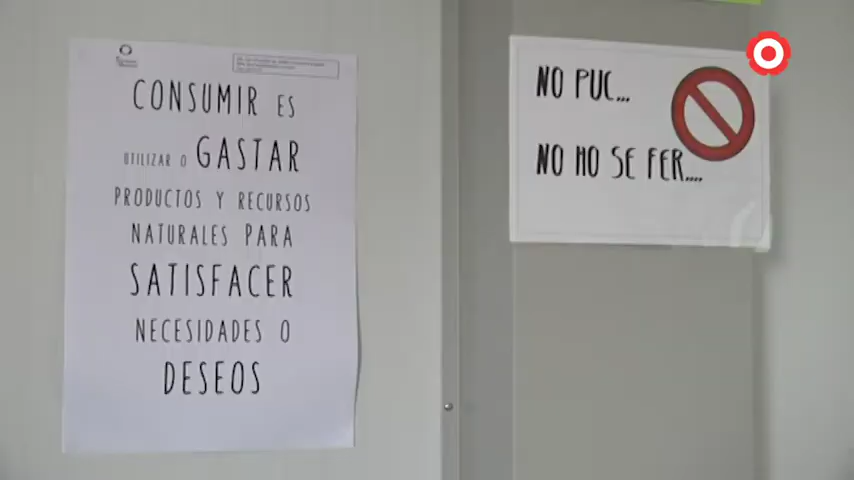 CONSUMIR ES
UTILIZAR O GASTAR
PRODUCTOS Y RECURSOS
NATURALES PARA
SATISFACER
NECESIDADES O
DESEOS
NO PUC...
NO HO SE FER....